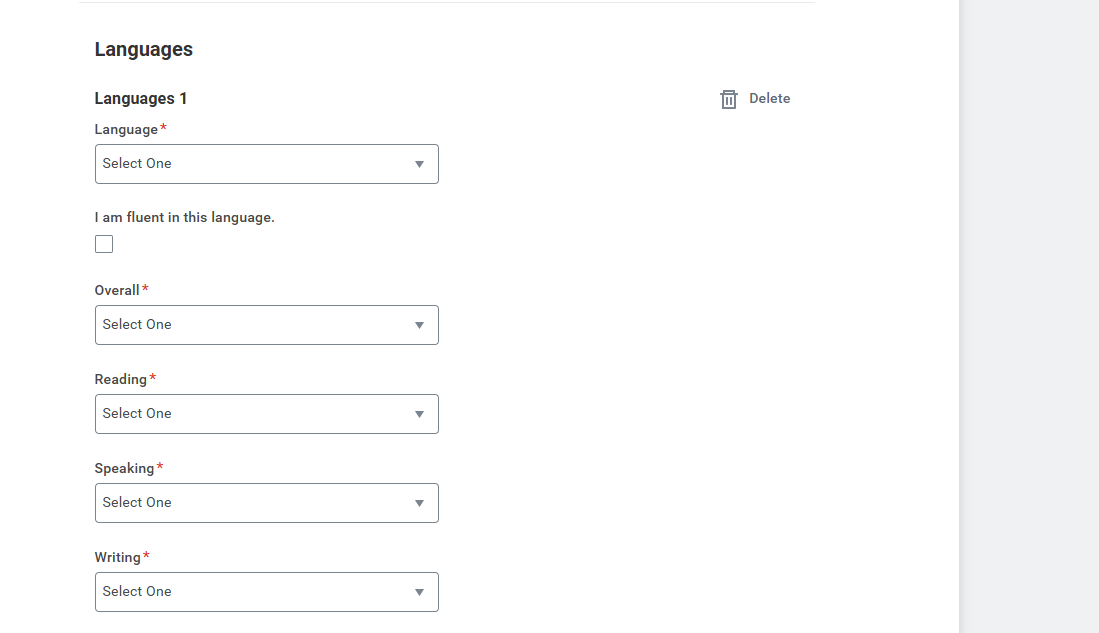 Languages
Languages 1
Delete
Language*
Select One
I am fluent in this language.
Overall*
Select One
Reading*
Select One
Speaking*
Select One
Writing*
Select One